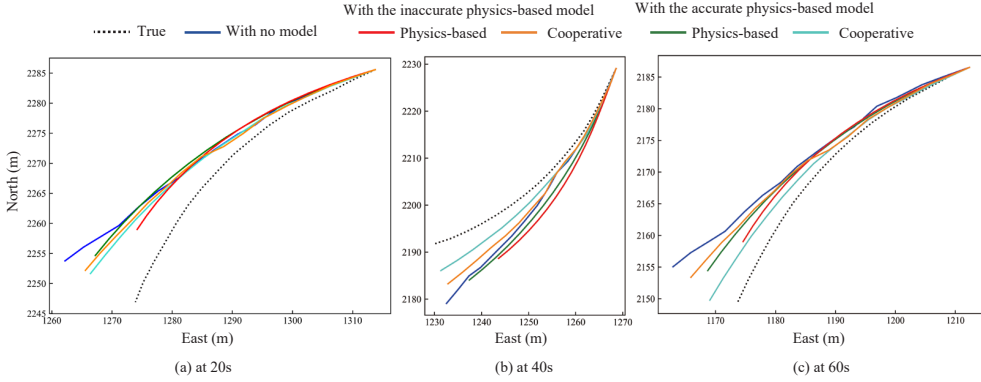 With the inaccurate physics-based model With the accurate physics-based model
True With no model Physics-based Cooperative Physics-based Cooperative
2285
2280
2275
2270
2265
2260
2255
2250
2245
North (m)
1260 1270 1280 1290 1300 1310
East (m)
(a) at 20s
2230
2220
2210
2200
2190
2180
1230 1240 1250 1260 1270
East (m)
(b) at 40s
2185
2180
2175
2170
2165
2160
2155
2150
1170 1180 1190 1200 1210
East (m)
(c) at 60s